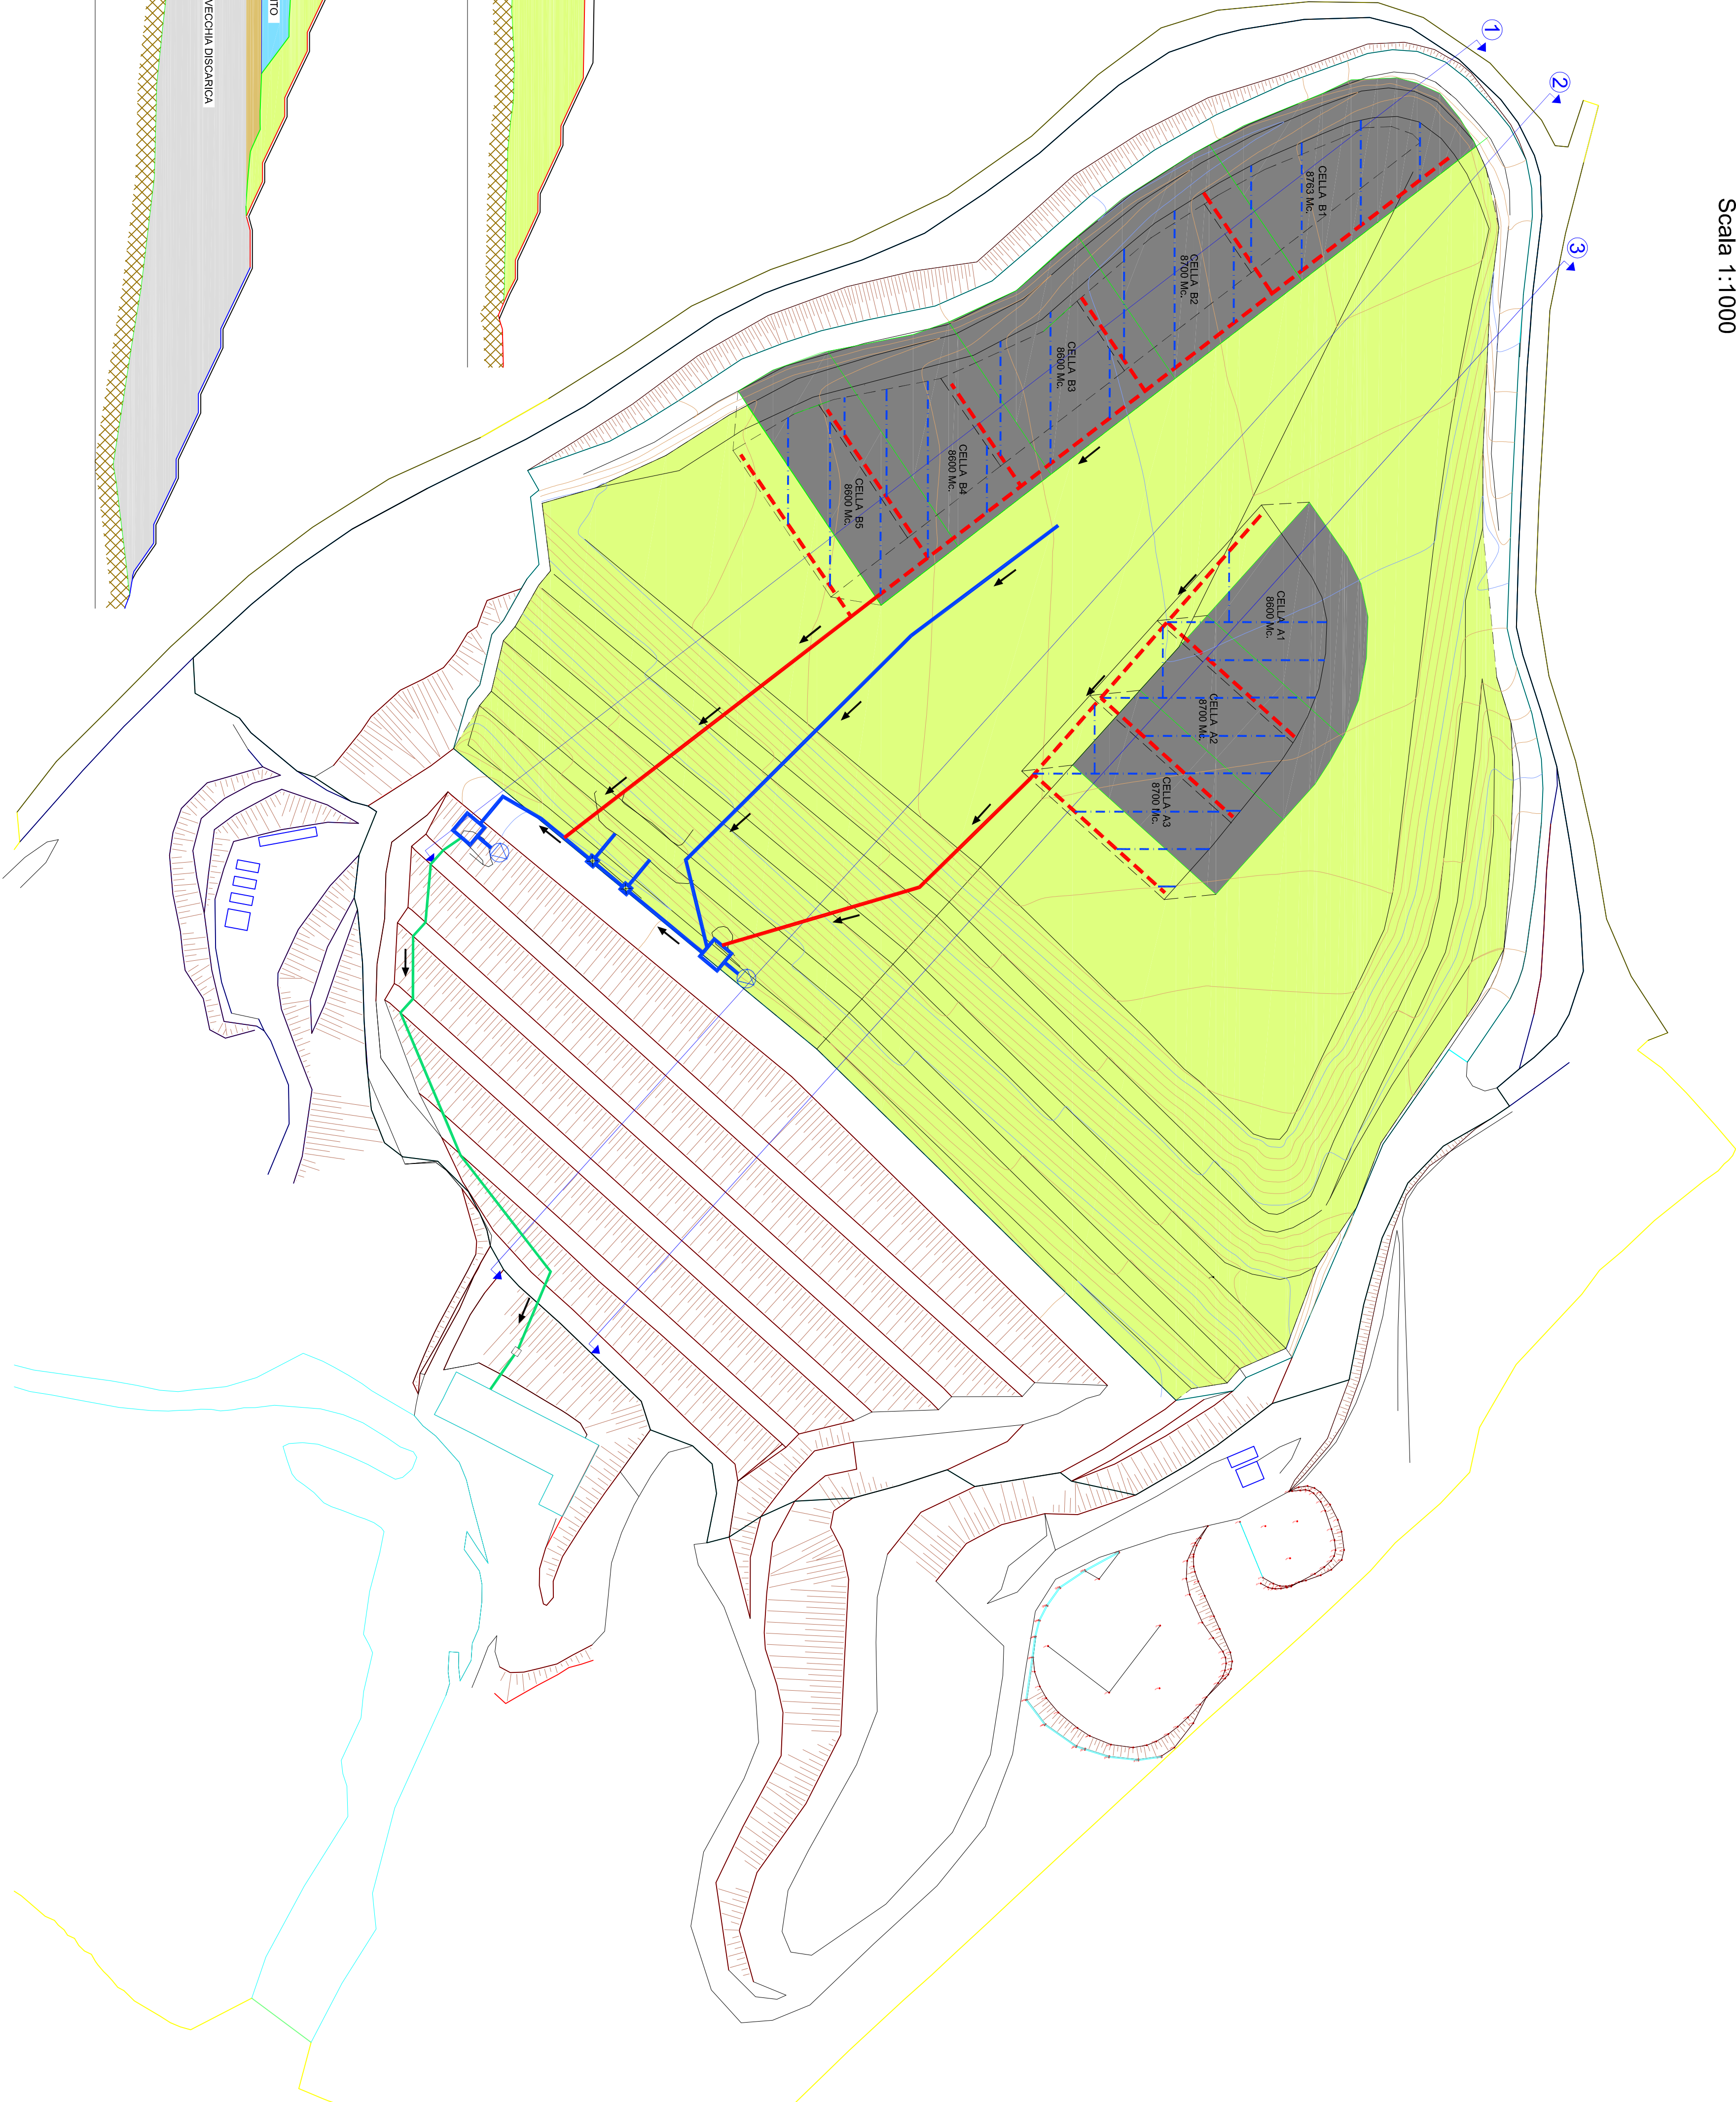 Scala 1:1000
1
2
3
CELLA B1
8763 Mc.
CELLA B2
8700 Mc.
CELLA B3
8600 Mc.
CELLA B4
8600 Mc.
CELLA B5
8600 Mc.
CELLA A1
8600 Mc.
CELLA A2
8700 Mc.
CELLA A3
8700 Mc.
ITO
VECCHIA DISCARICA